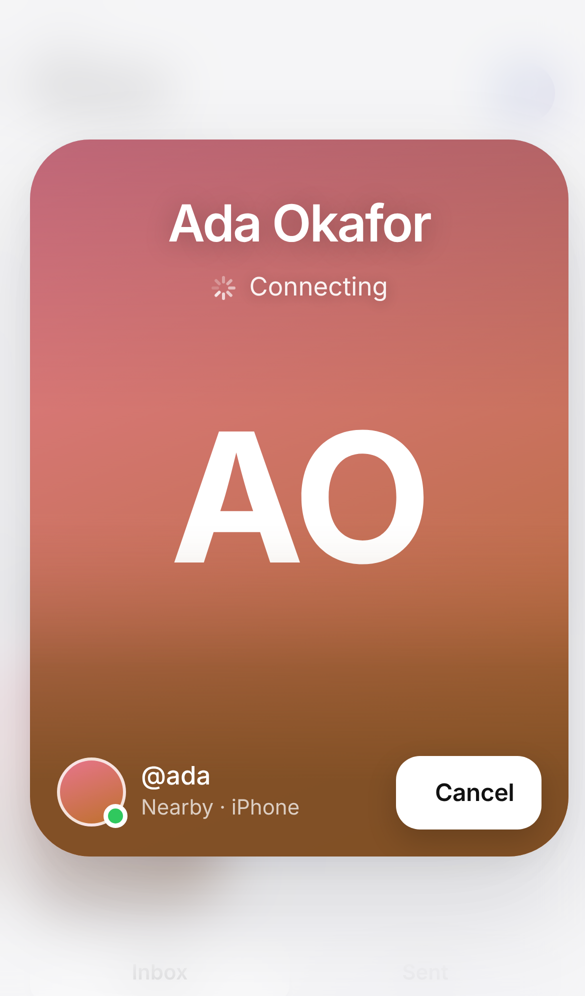 Ada Okafor
Connecting
AO
@ada
Nearby · iPhone
Cancel
Inbox
Sent